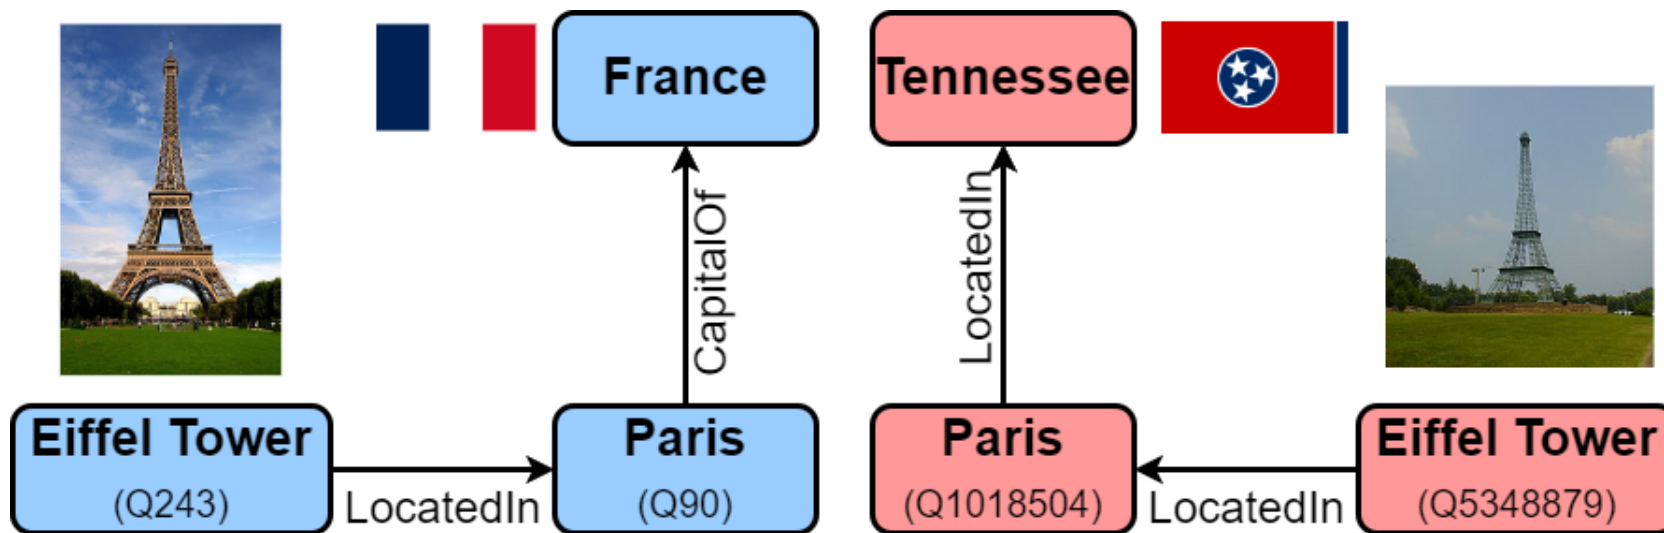 France
Tennessee
CapitalOf
LocatedIn
Eiffel Tower
(Q243)
LocatedIn
Paris
(Q90)
Paris
(Q1018504)
LocatedIn
Eiffel Tower
(Q5348879)